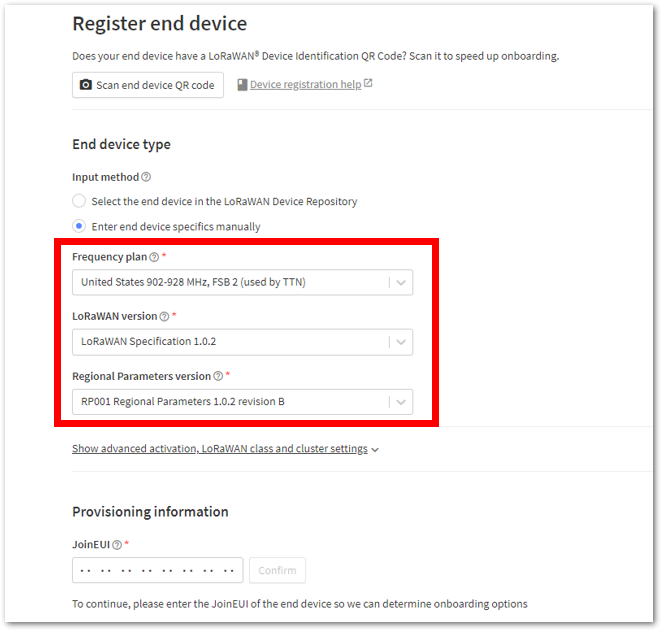 Register end device
Does your end device have a LoRaWAN® Device Identification QR Code? Scan it to speed up onboarding.
Scan end device QR code Device registration help
End device type
Input method
Select the end device in the LoRaWAN Device Repository
Enter end device specifics manually
Frequency plan *
United States 902-928 MHz, FSB 2 (used by TTN)
LoRaWAN version *
LoRaWAN Specification 1.0.2
Regional Parameters version *
RP001 Regional Parameters 1.0.2 revision B
Show advanced activation, LoRaWAN class and cluster settings
Provisioning information
JoinEUI *
·· ·· ·· ·· ·· ·· ·· ·· Confirm
To continue, please enter the JoinEUI of the end device so we can determine onboarding options